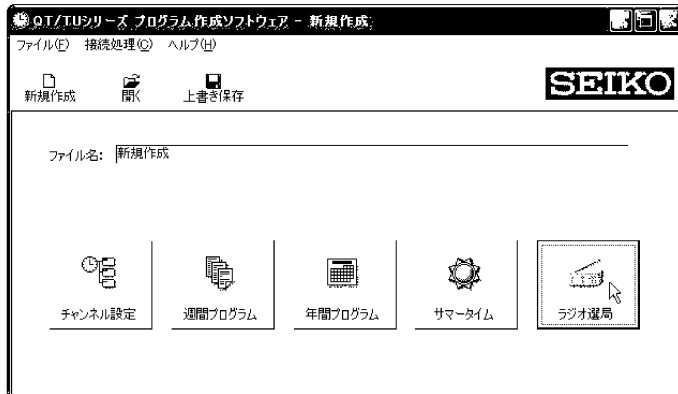 QT/TUシリーズ プログラム作成ソフトウェア - 新規作成
ファイル(F) 接続処理(C) ヘルプ(H)
新規作成 開く 上書き保存
SEIKO
ファイル名: 新規作成
チャンネル設定 週間プログラム 年間プログラム サマータイム ラジオ選局